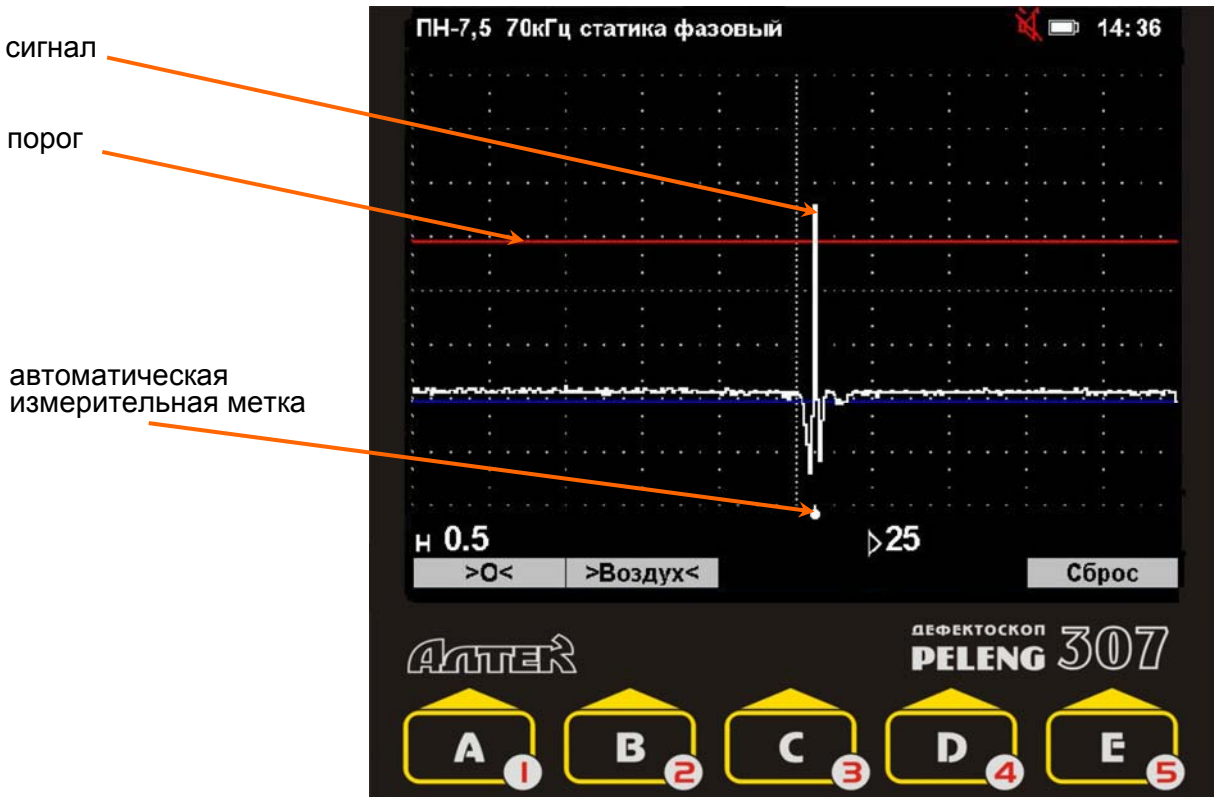 ПН-7,5 70кГц статика фазовый 14:36
сигнал
порог
автоматическая
измерительная метка
Н 0.5 25
>О< >Воздух< Сброс
Алтек
ДЕФЕКТОСКОП
PELENG 307
A B C D E
1 2 3 4 5